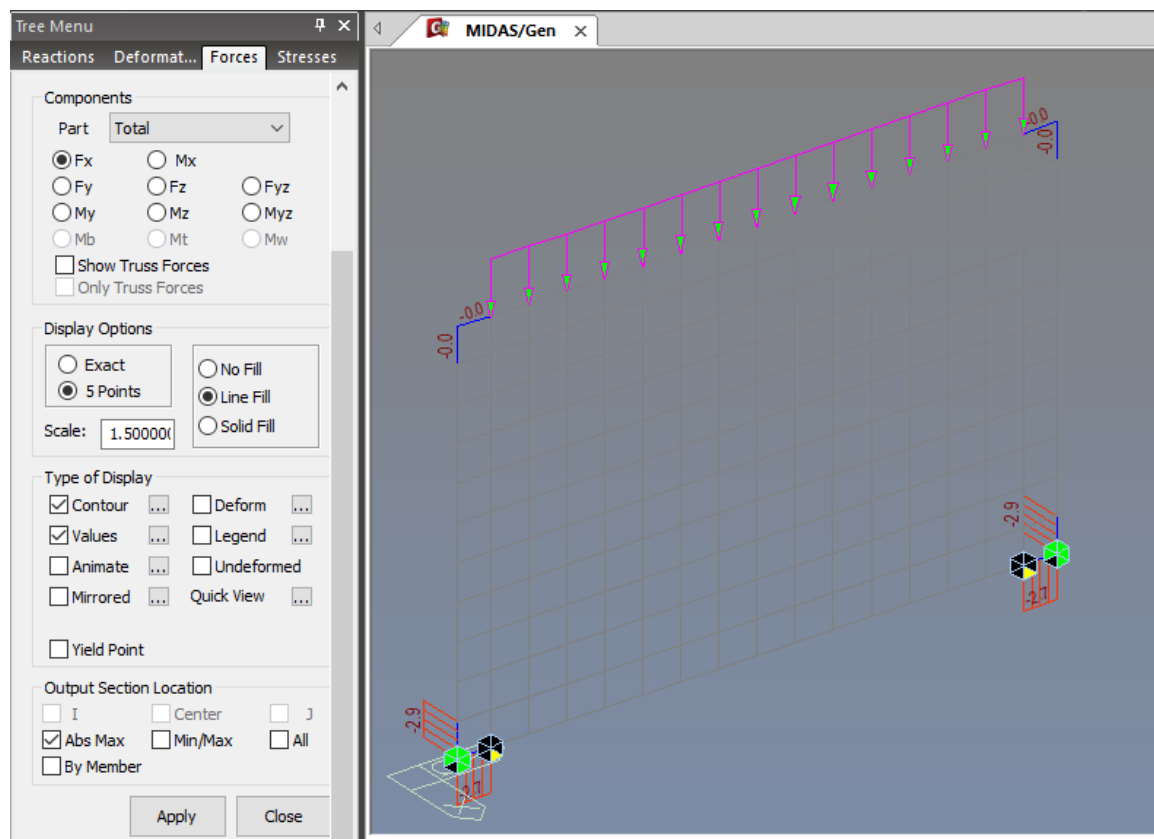 Tree Menu
Reactions Deformat... Forces Stresses
Components
Part Total
Fx Mx
Fy Fz Fyz
My Mz Myz
Mb Mt Mw
Show Truss Forces
Only Truss Forces
Display Options
Exact
5 Points
No Fill
Line Fill
Solid Fill
Scale: 1.500000
Type of Display
Contour ... Deform ...
Values ... Legend ...
Animate ... Undeformed
Mirrored ... Quick View ...
Yield Point
Output Section Location
I Center J
Abs Max Min/Max All
By Member
Apply Close
MIDAS/Gen
-0.0
-0.0
-0.0
-0.0
-2.9
-2.7
-2.9
-2.7